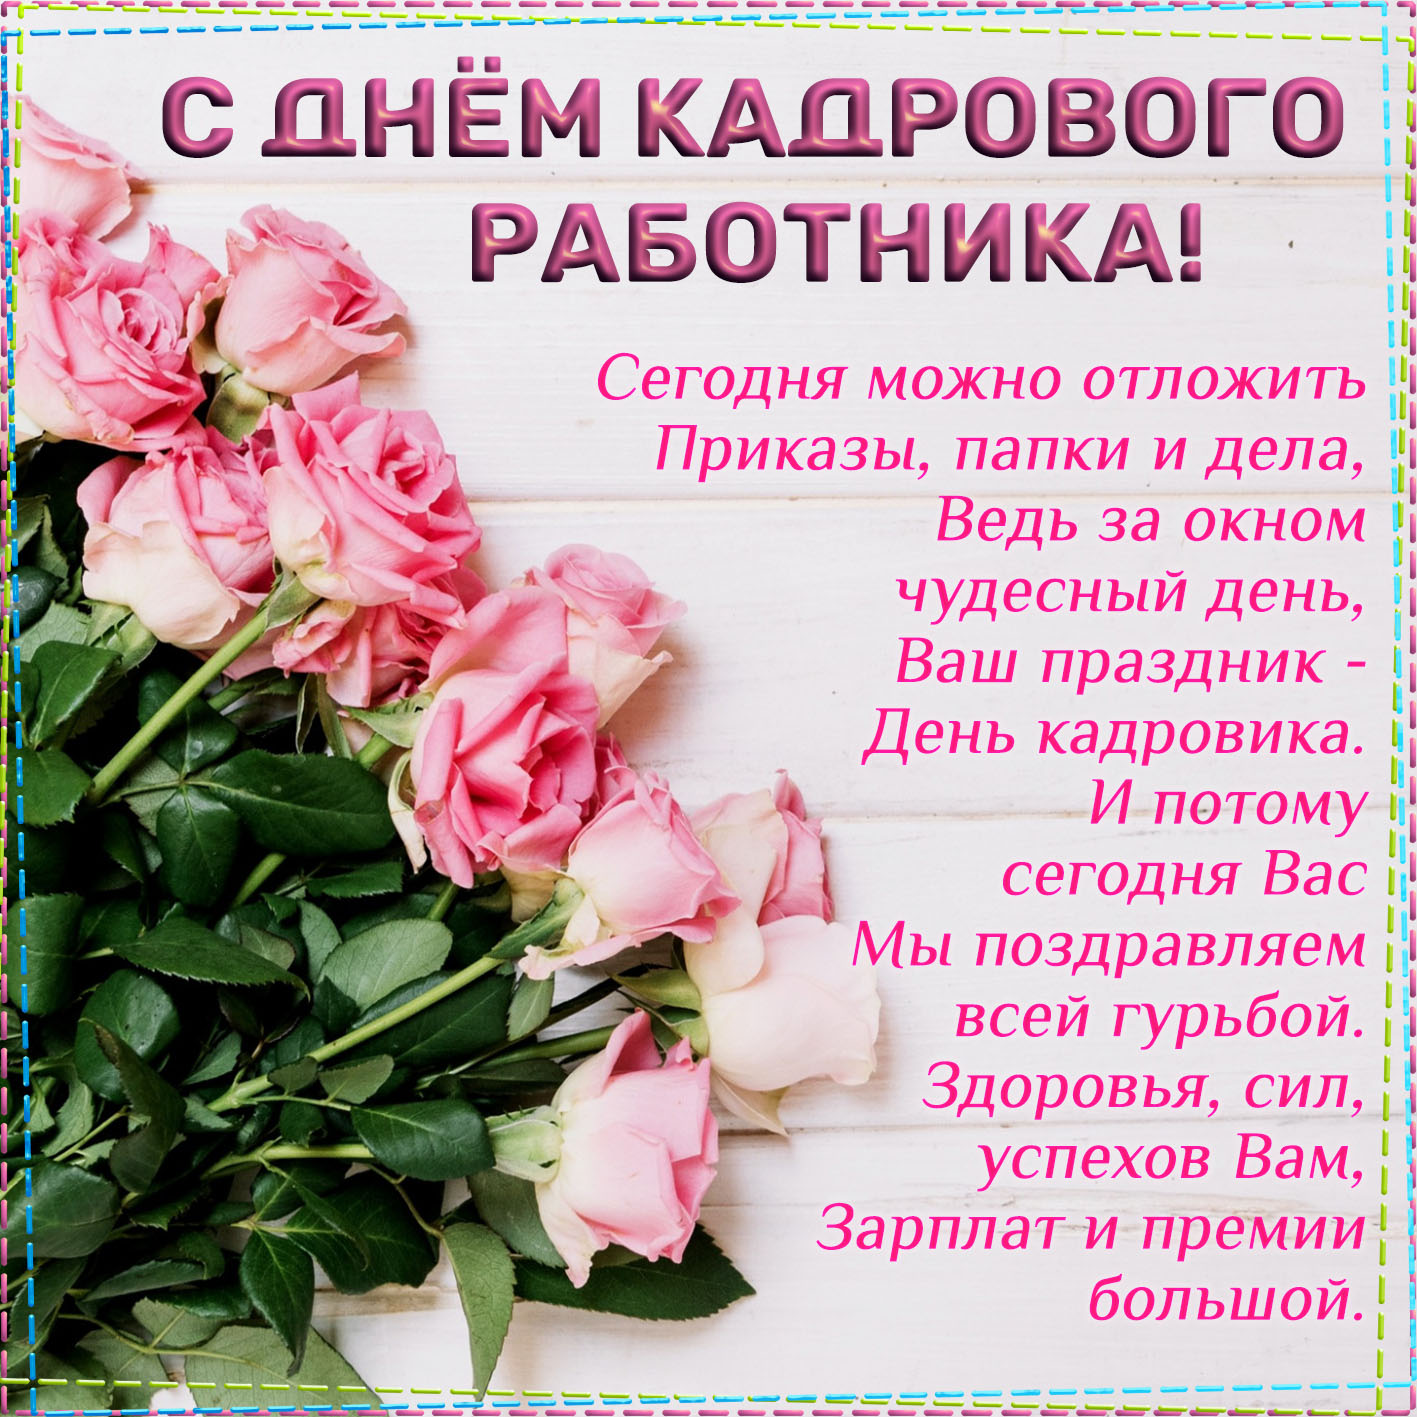 С ДНЁМ КАДРОВОГО
РАБОТНИКА!
Сегодня можно отложить
Приказы, папки и дела,
Ведь за окном
чудесный день,
Ваш праздник -
День кадровика.
И потому
сегодня Вас
Мы поздравляем
всей гурьбой.
Здоровья, сил,
успехов Вам,
Зарплат и премии
большой.